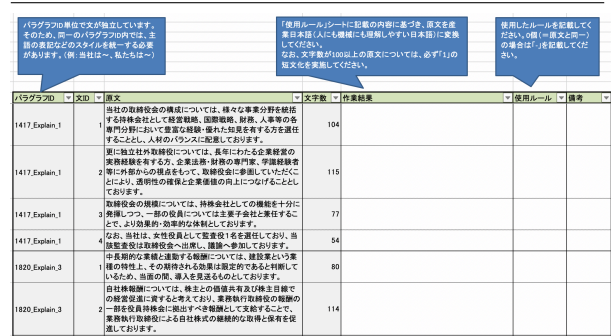 パラグラフID単位で文が独立しています。
そのため、同一のパラグラフID内では、主
語の表記などのスタイルを統一する必要
があります。（例：当社は～、私たちは～）
「使用ルール」シートに記載の内容に基づき、原文を産
業日本語（人にも機械にも理解しやすい日本語）に変換
してください。
なお、文字数が100以上の原文については、必ず「1」の
短文化を実施してください。
使用したルールを記載してく
ださい。0個（＝原文と同一）
の場合は「-」を記載してくだ
さい。
パラグラフID 文ID 原文 文字数 作業結果 使用ルール 備考
1417_Explain_1 1 当社の取締役会の構成については、様々な事業分野を統括
する持株会社として経営戦略、国際戦略、財務、人事等の各
専門分野において豊富な経験・優れた知見を有する方を選任
することとし、人材のバランスに配慮しております。 104
1417_Explain_1 2 更に独立社外取締役については、長年にわたる企業経営の
実務経験を有する方、企業法務・財務の専門家、学識経験者
等に外部からの視点をもって、取締役会に参画していただくこ
とにより、透明性の確保と企業価値の向上につなげることとし
ております。 115
1417_Explain_1 3 取締役会の規模については、持株会社としての機能を十分に
発揮しつつ、一部の役員については主要子会社と兼任するこ
とで、より効果的・効率的な体制としております。 77
1417_Explain_1 4 なお、当社は、女性役員として監査役1名を選任しており、当
該監査役は取締役会へ出席し、議論へ参加しております。 54
1820_Explain_3 1 中長期的な業績と連動する報酬については、建設業という業
種の特性上、その期待される効果は限定的であると判断して
いるため、当面の間、導入を見送るものとしております。 80
1820_Explain_3 2 自社株報酬については、株主との価値共有及び株主目線で
の経営促進に資すると考えており、業務執行取締役の報酬の
一部を役員持株会に拠出すべき報酬として支給することで、
業務執行取締役による自社株式の継続的な取得と保有を促
進しております。 114